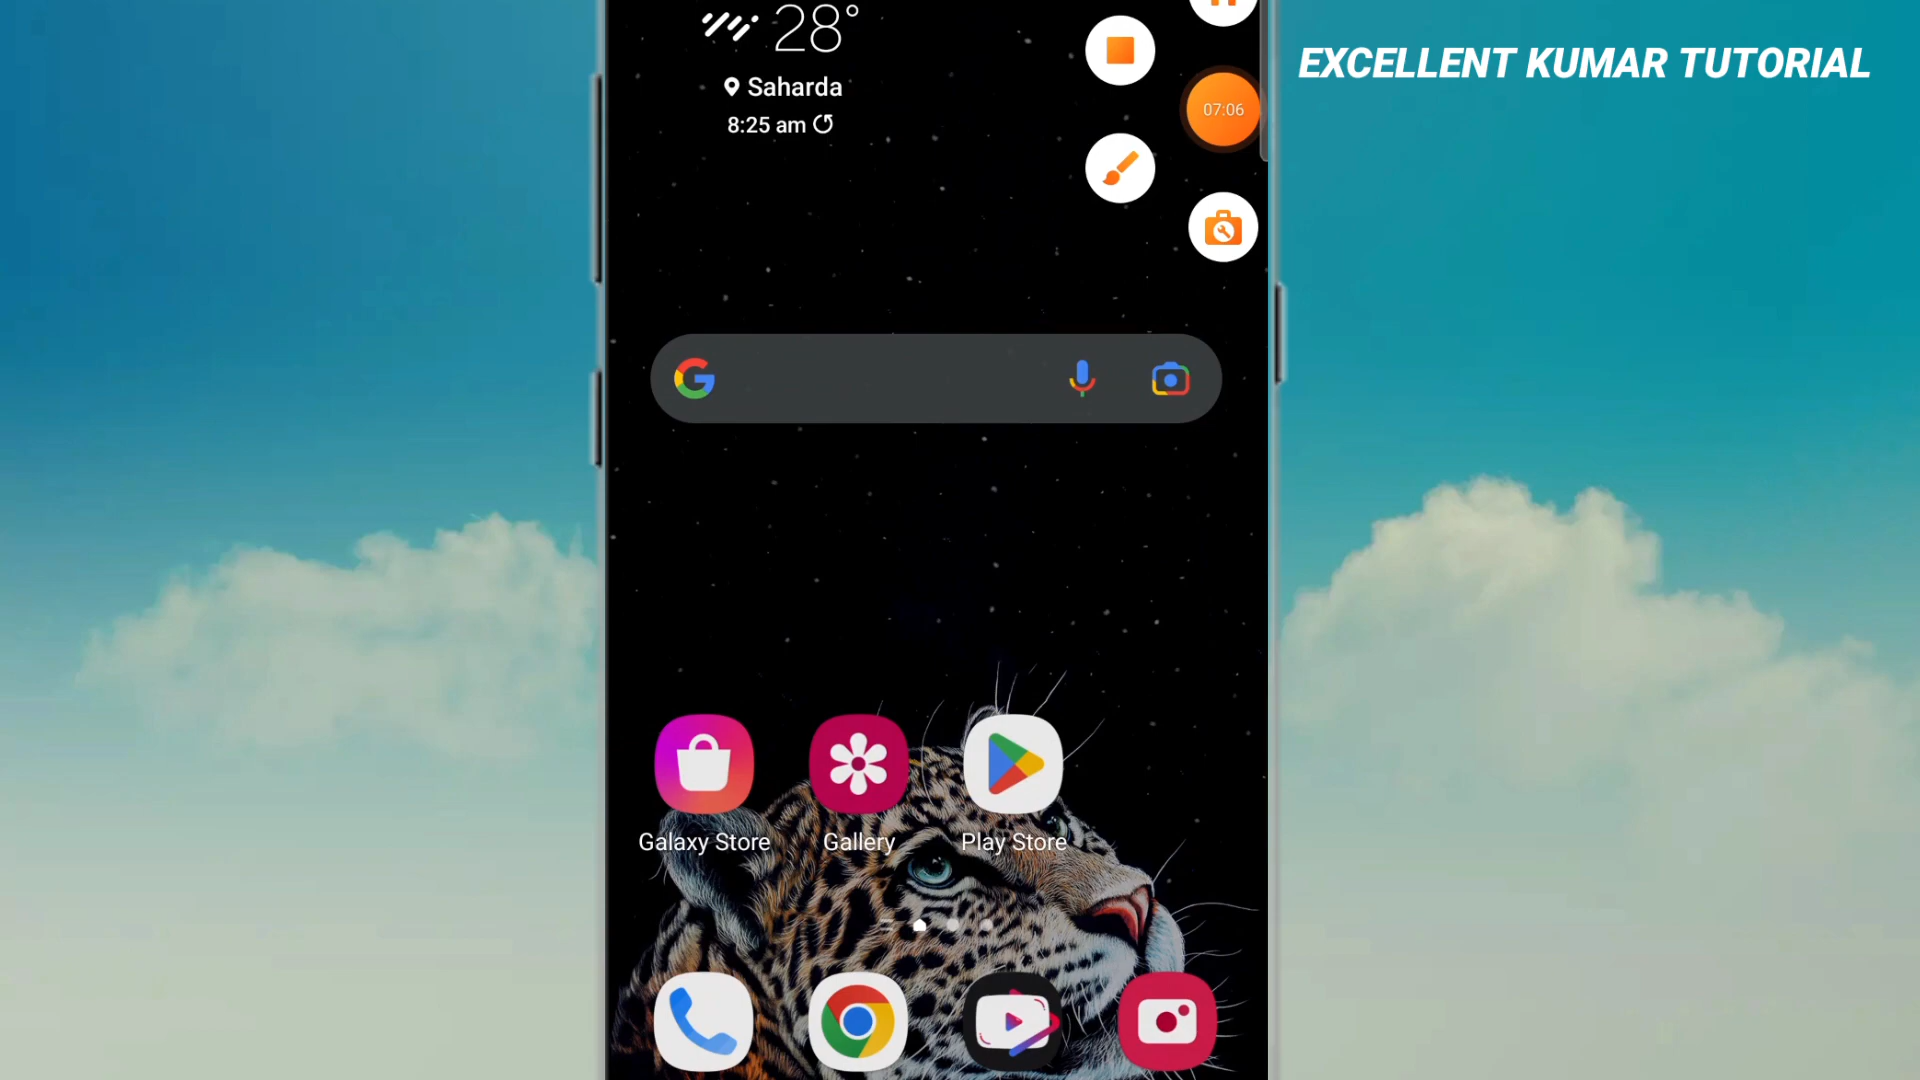 28°
EXCELLENT KUMAR TUTORIAL
Saharda
07:06
8:25 am
Galaxy Store
Gallery
Play Store